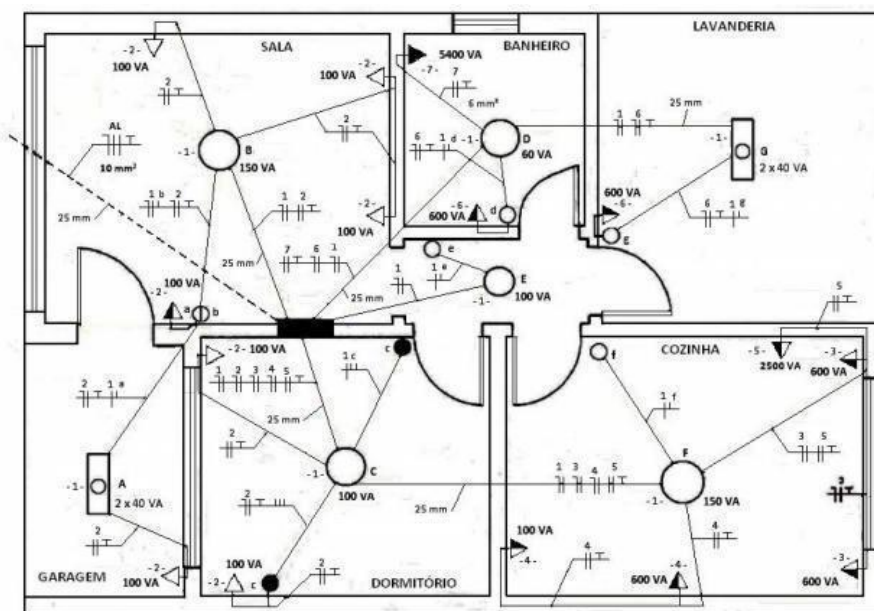 LAVANDERIA
SALA
BANHEIRO
-2-
100 VA
2
100 VA
-2-
5400 VA
-7-
7
6 mm²
2
AL
10 mm²
-1-
B
150 VA
6
1 d
-1-
D
60 VA
1
6
25 mm
-1-
G
2 x 40 VA
25 mm
1 b
2
1
2
-2-
100 VA
600 VA
-6-
d
600 VA
-6-
6
1 g
g
25 mm
7
6
1
e
1
1 e
E
-1-
100 VA
25 mm
100 VA
-2-
a
b
5
-2-
100 VA
c
COZINHA
f
-5-
2500 VA
-3-
600 VA
1
2
3
4
5
1 c
25 mm
2
1 a
2
1 f
3
5
C
-1-
100 VA
F
-1-
150 VA
1
3
4
5
25 mm
A
-1-
2 x 40 VA
2
2
3
100 VA
-4-
4
4
600 VA
-4-
-3-
600 VA
GARAGEM
-2-
100 VA
100 VA
-2-
c
2
DORMITÓRIO